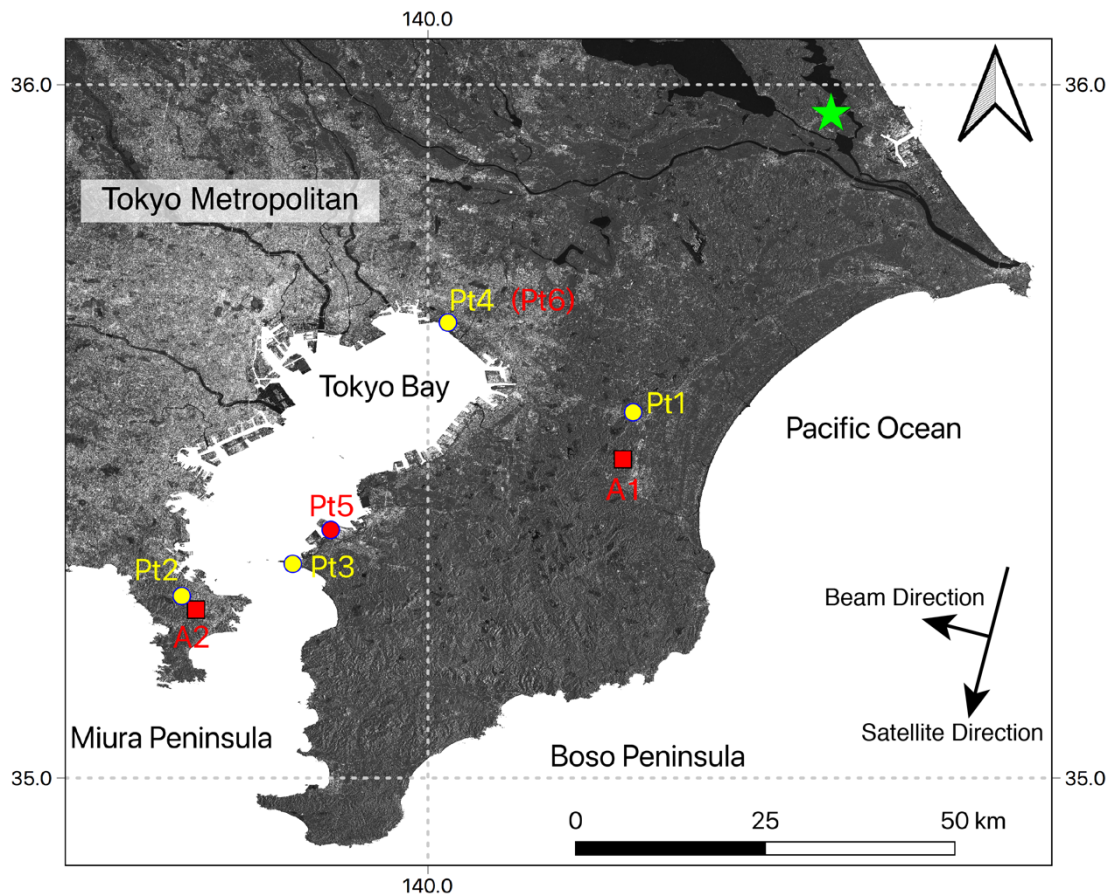 140.0
36.0
36.0
Tokyo Metropolitan
Pt4 (Pt6)
Tokyo Bay
Pt1
Pacific Ocean
A1
Pt5
Pt3
Pt2
A2
Beam Direction
Satellite Direction
Miura Peninsula
Boso Peninsula
35.0
35.0
0 25 50 km
140.0